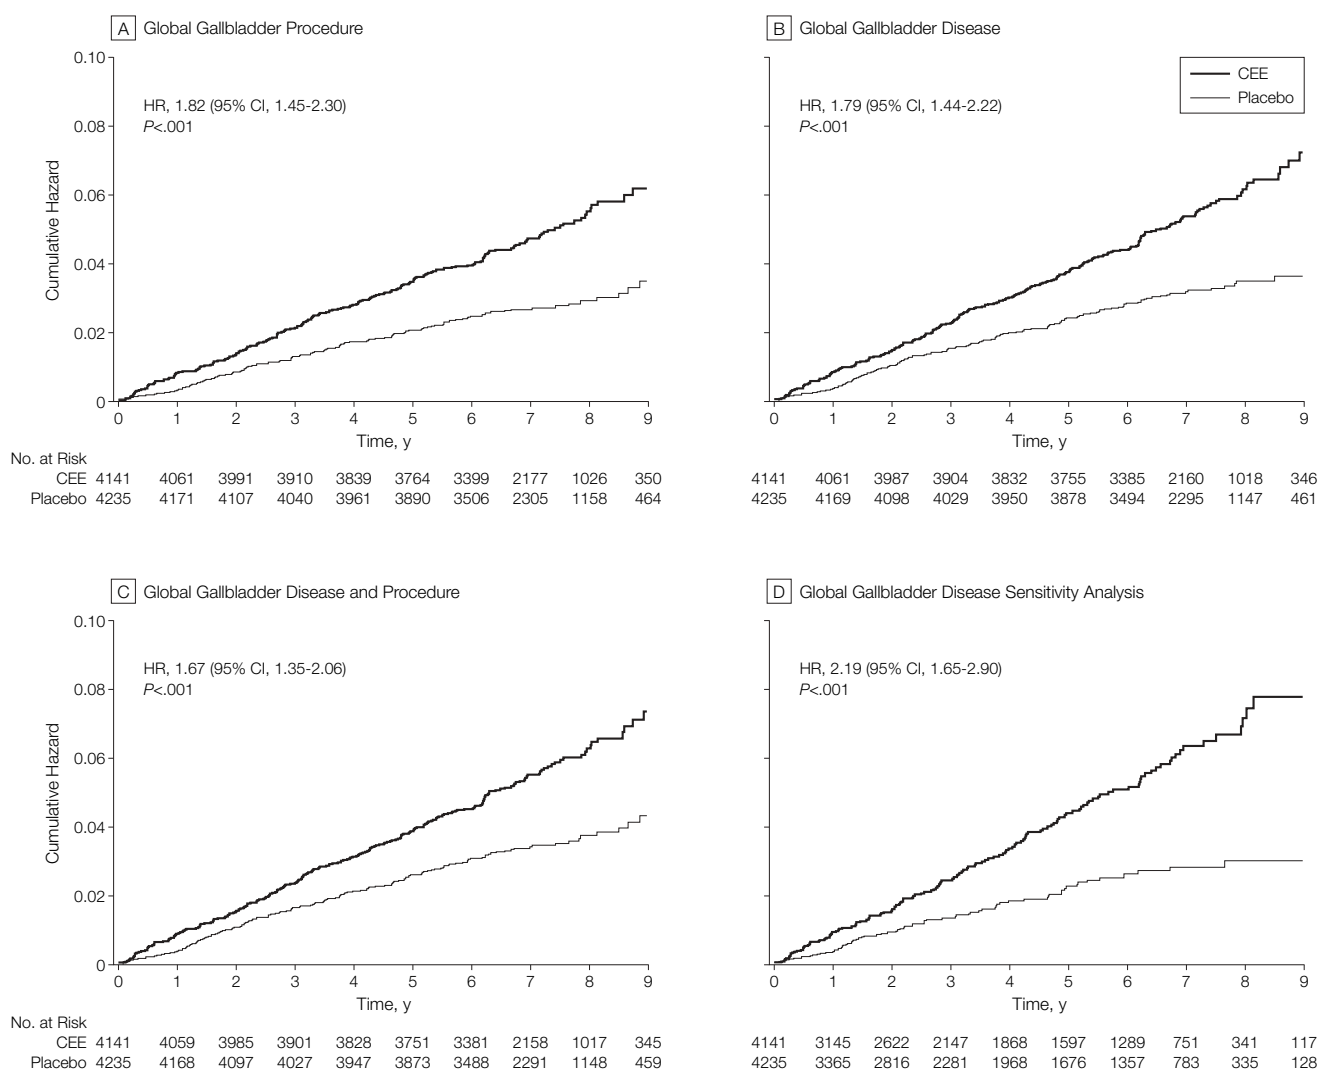 A Global Gallbladder Procedure
HR, 1.82 (95% CI, 1.45-2.30)
P<.001
Cumulative Hazard
0.10
0.08
0.06
0.04
0.02
0
0 1 2 3 4 5 6 7 8 9
Time, y
No. at Risk
CEE 4141 4061 3991 3910 3839 3764 3399 2177 1026 350
Placebo 4235 4171 4107 4040 3961 3890 3506 2305 1158 464
B Global Gallbladder Disease
CEE
Placebo
HR, 1.79 (95% CI, 1.44-2.22)
P<.001
0 1 2 3 4 5 6 7 8 9
Time, y
4141 4061 3987 3904 3832 3755 3385 2160 1018 346
4235 4169 4098 4029 3950 3878 3494 2295 1147 461
C Global Gallbladder Disease and Procedure
HR, 1.67 (95% CI, 1.35-2.06)
P<.001
Cumulative Hazard
0.10
0.08
0.06
0.04
0.02
0
0 1 2 3 4 5 6 7 8 9
Time, y
No. at Risk
CEE 4141 4059 3985 3901 3828 3751 3381 2158 1017 345
Placebo 4235 4168 4097 4027 3947 3873 3488 2291 1148 459
D Global Gallbladder Disease Sensitivity Analysis
HR, 2.19 (95% CI, 1.65-2.90)
P<.001
0 1 2 3 4 5 6 7 8 9
Time, y
4141 3145 2622 2147 1868 1597 1289 751 341 117
4235 3365 2816 2281 1968 1676 1357 783 335 128